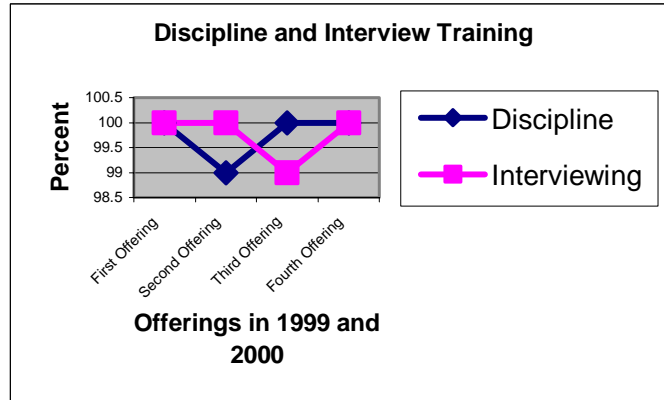 Discipline and Interview Training
Percent
100.5
100
99.5
99
98.5
First Offering
Second Offering
Third Offering
Fourth Offering
Offerings in 1999 and
2000
Discipline
Interviewing